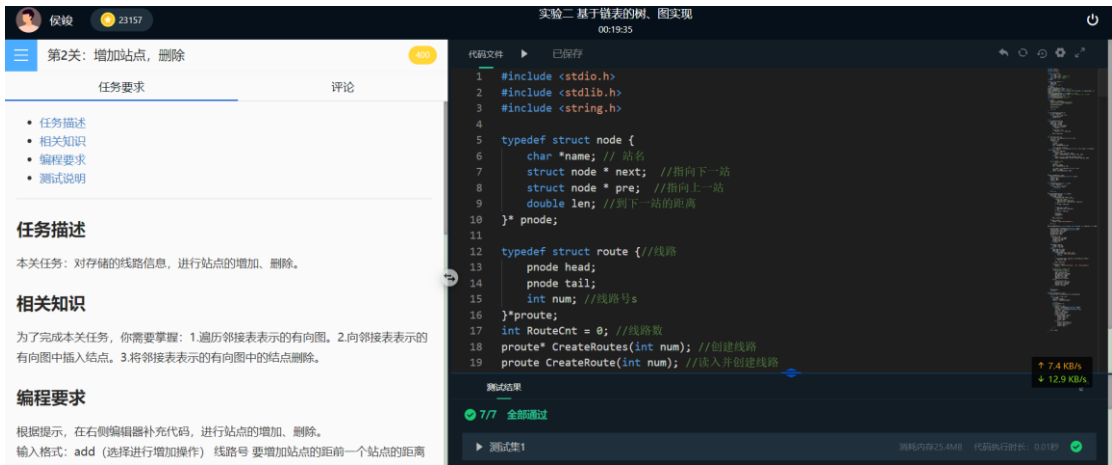 侯峻
23157
实验二 基于链表的树、图实现
00:19:35
第2关：增加站点，删除
400
任务要求
评论
任务描述
相关知识
编程要求
测试说明
任务描述
本关任务：对存储的线路信息，进行站点的增加、删除。
相关知识
为了完成本关任务，你需要掌握：1.遍历邻接表表示的有向图。2.向邻接表表示的
有向图中插入结点。3.将邻接表表示的有向图中的结点删除。
编程要求
根据提示，在右侧编辑器补充代码，进行站点的增加、删除。
输入格式：add（选择进行增加操作） 线路号 要增加站点的距前一个站点的距离
代码文件
已保存
1 #include <stdio.h>
2 #include <stdlib.h>
3 #include <string.h>
4
5 typedef struct node {
6 char *name; // 站名
7 struct node * next; //指向下一站
8 struct node * pre; //指向上一站
9 double len; //到下一站的距离
10 }* pnode;
11
12 typedef struct route {//线路
13 pnode head;
14 pnode tail;
15 int num; //线路号s
16 }*proute;
17 int RouteCnt = 0; //线路数
18 proute* CreateRoutes(int num); //创建线路
19 proute CreateRoute(int num); //读入并创建线路
↑ 7.4 KB/s
↓ 12.9 KB/s
测试结果
7/7 全部通过
测试集1
消耗内存25.4MB 代码执行时长：0.01秒